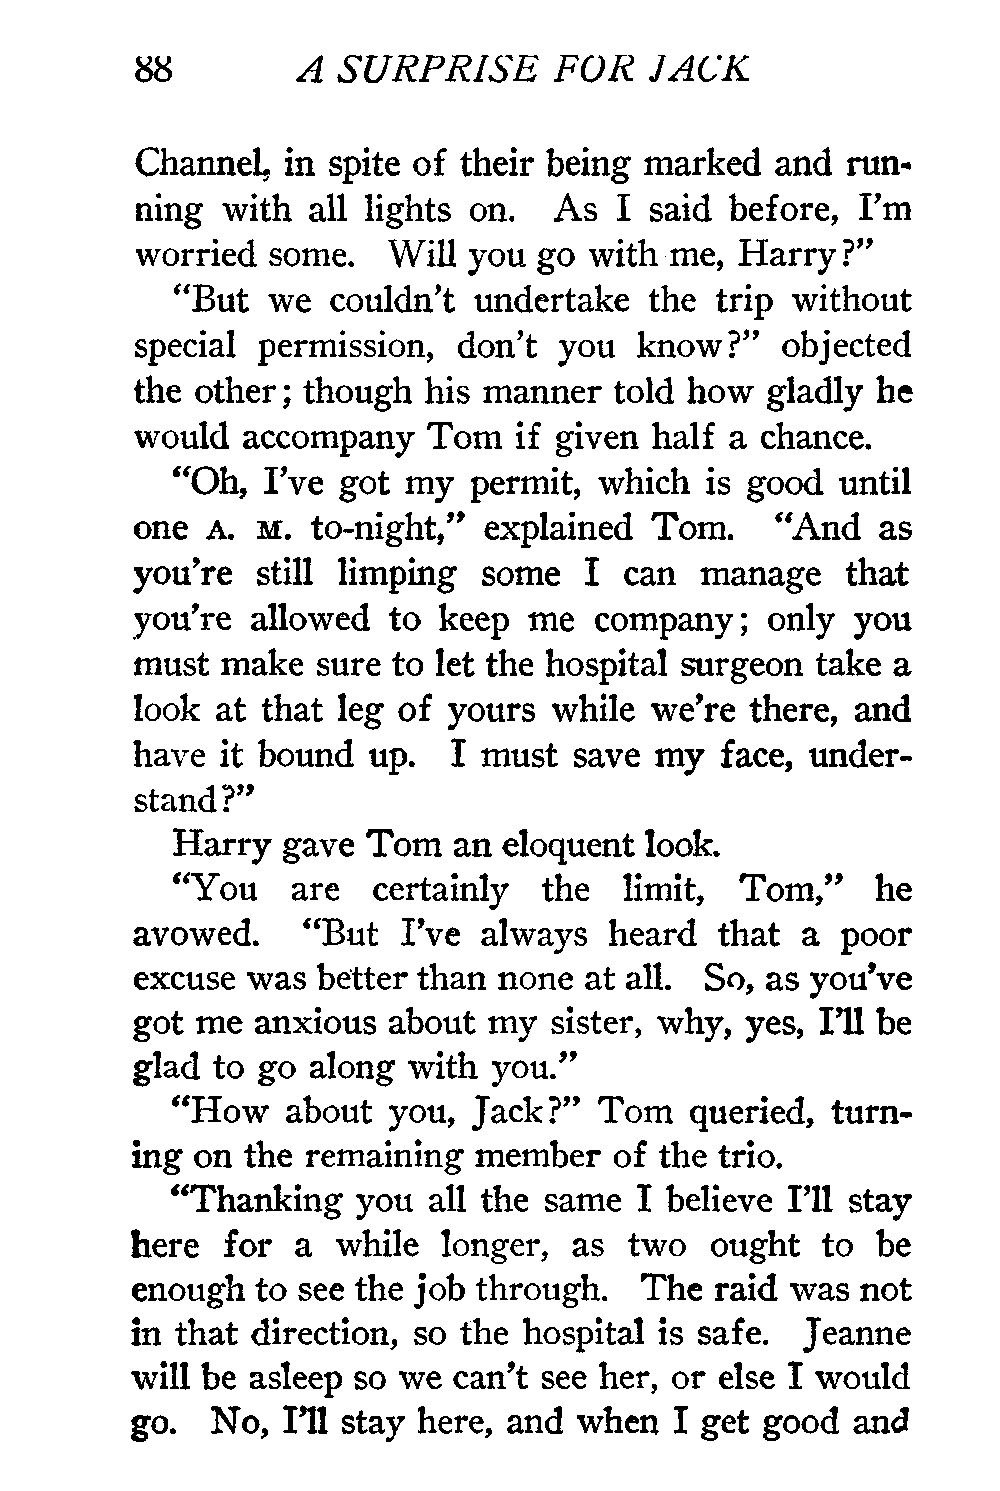 88 A SURPRISE FOR JACK
Channel, in spite of their being marked and run-
ning with all lights on. As I said before, I'm
worried some. Will you go with me, Harry?"
"But we couldn't undertake the trip without
special permission, don't you know?" objected
the other; though his manner told how gladly he
would accompany Tom if given half a chance.
"Oh, I've got my permit, which is good until
one A. M. to-night," explained Tom. "And as
you're still limping some I can manage that
you're allowed to keep me company; only you
must make sure to let the hospital surgeon take a
look at that leg of yours while we're there, and
have it bound up. I must save my face, under-
stand?"
Harry gave Tom an eloquent look.
"You are certainly the limit, Tom," he
avowed. "But I've always heard that a poor
excuse was better than none at all. So, as you've
got me anxious about my sister, why, yes, I'll be
glad to go along with you."
"How about you, Jack?" Tom queried, turn-
ing on the remaining member of the trio.
"Thanking you all the same I believe I'll stay
here for a while longer, as two ought to be
enough to see the job through. The raid was not
in that direction, so the hospital is safe. Jeanne
will be asleep so we can't see her, or else I would
go. No, I'll stay here, and when I get good and